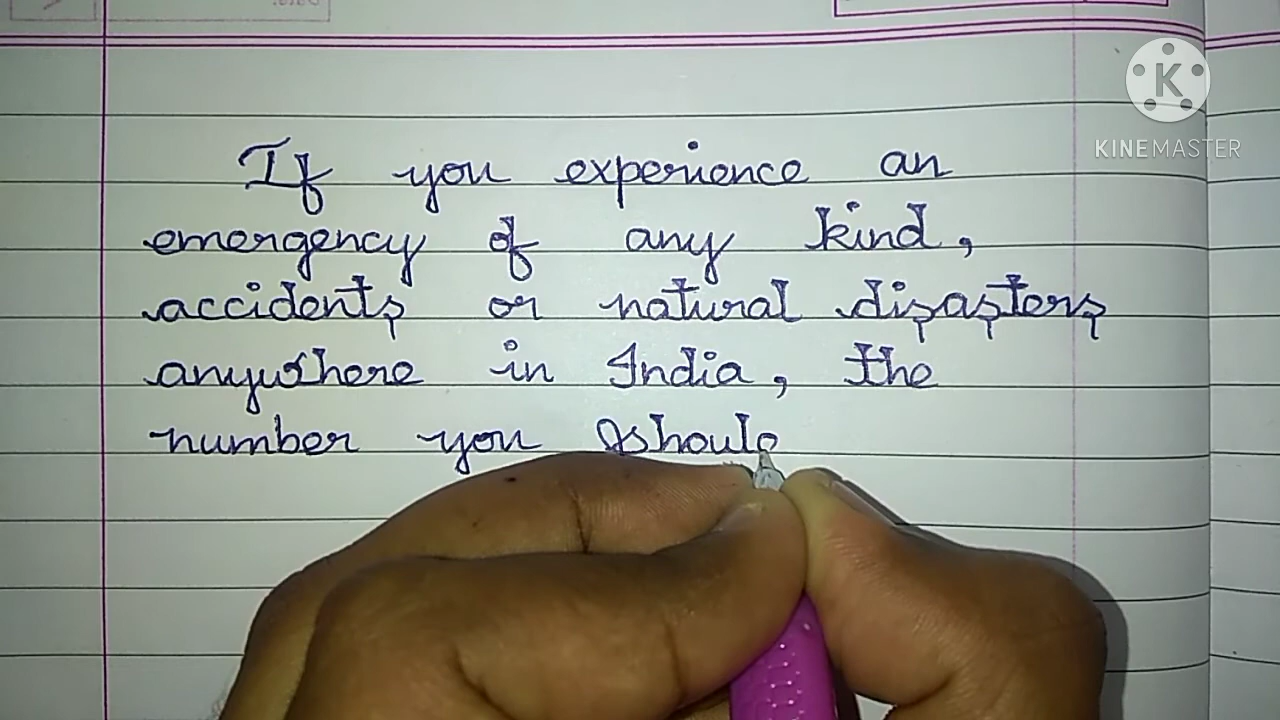 K
KINEMASTER
If you experience an
emergency of any kind,
accidents or natural disasters
anywhere in India, the
number you shoul